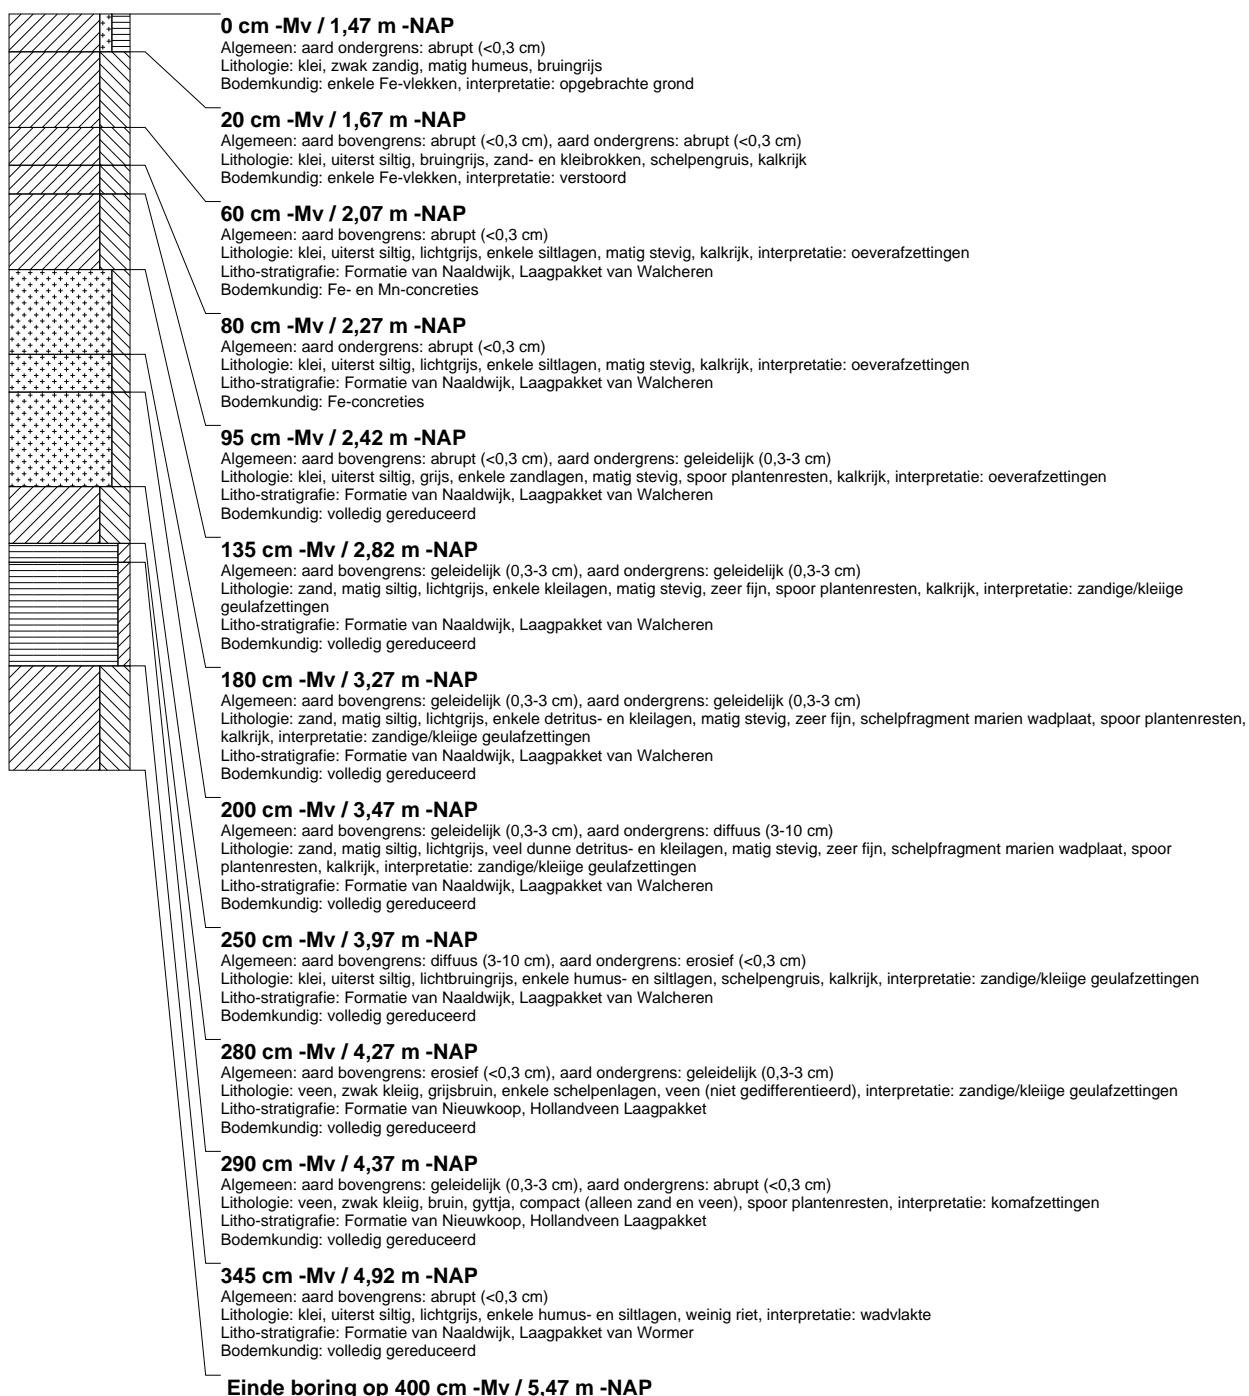 0 cm -Mv / 1,47 m -NAP
Algemeen: aard ondergrens: abrupt (<0,3 cm)
Lithologie: klei, zwak zandig, matig humeus, bruingrijs
Bodemkundig: enkele Fe-vlekken, interpretatie: opgebrachte grond
20 cm -Mv / 1,67 m -NAP
Algemeen: aard bovengrens: abrupt (<0,3 cm), aard ondergrens: abrupt (<0,3 cm)
Lithologie: klei, uiterst siltig, bruingrijs, zand- en kleibrokken, schelpengruis, kalkrijk
Bodemkundig: enkele Fe-vlekken, interpretatie: verstoord
60 cm -Mv / 2,07 m -NAP
Algemeen: aard bovengrens: abrupt (<0,3 cm)
Lithologie: klei, uiterst siltig, lichtgrijs, enkele siltlagen, matig stevig, kalkrijk, interpretatie: oeverafzettingen
Litho-stratigrafie: Formatie van Naaldwijk, Laagpakket van Walcheren
Bodemkundig: Fe- en Mn-concreties
80 cm -Mv / 2,27 m -NAP
Algemeen: aard ondergrens: abrupt (<0,3 cm)
Lithologie: klei, uiterst siltig, lichtgrijs, enkele siltlagen, matig stevig, kalkrijk, interpretatie: oeverafzettingen
Litho-stratigrafie: Formatie van Naaldwijk, Laagpakket van Walcheren
Bodemkundig: Fe-concreties
95 cm -Mv / 2,42 m -NAP
Algemeen: aard bovengrens: abrupt (<0,3 cm), aard ondergrens: geleidelijk (0,3-3 cm)
Lithologie: klei, uiterst siltig, grijs, enkele zandlagen, matig stevig, spoor plantenresten, kalkrijk, interpretatie: oeverafzettingen
Litho-stratigrafie: Formatie van Naaldwijk, Laagpakket van Walcheren
Bodemkundig: volledig gereduceerd
135 cm -Mv / 2,82 m -NAP
Algemeen: aard bovengrens: geleidelijk (0,3-3 cm), aard ondergrens: geleidelijk (0,3-3 cm)
Lithologie: zand, matig siltig, lichtgrijs, enkele kleilagen, matig stevig, zeer fijn, spoor plantenresten, kalkrijk, interpretatie: zandige/kleiige
geulafzettingen
Litho-stratigrafie: Formatie van Naaldwijk, Laagpakket van Walcheren
Bodemkundig: volledig gereduceerd
180 cm -Mv / 3,27 m -NAP
Algemeen: aard bovengrens: geleidelijk (0,3-3 cm), aard ondergrens: geleidelijk (0,3-3 cm)
Lithologie: zand, matig siltig, lichtgrijs, enkele detritus- en kleilagen, matig stevig, zeer fijn, schelpfragment marien wadplaat, spoor plantenresten,
kalkrijk, interpretatie: zandige/kleiige geulafzettingen
Litho-stratigrafie: Formatie van Naaldwijk, Laagpakket van Walcheren
Bodemkundig: volledig gereduceerd
200 cm -Mv / 3,47 m -NAP
Algemeen: aard bovengrens: geleidelijk (0,3-3 cm), aard ondergrens: diffuus (3-10 cm)
Lithologie: zand, matig siltig, lichtgrijs, veel dunne detritus- en kleilagen, matig stevig, zeer fijn, schelpfragment marien wadplaat, spoor
plantenresten, kalkrijk, interpretatie: zandige/kleiige geulafzettingen
Litho-stratigrafie: Formatie van Naaldwijk, Laagpakket van Walcheren
Bodemkundig: volledig gereduceerd
250 cm -Mv / 3,97 m -NAP
Algemeen: aard bovengrens: diffuus (3-10 cm), aard ondergrens: erosief (<0,3 cm)
Lithologie: klei, uiterst siltig, lichtbruingrijs, enkele humus- en siltlagen, schelpengruis, kalkrijk, interpretatie: zandige/kleiige geulafzettingen
Litho-stratigrafie: Formatie van Naaldwijk, Laagpakket van Walcheren
Bodemkundig: volledig gereduceerd
280 cm -Mv / 4,27 m -NAP
Algemeen: aard bovengrens: erosief (<0,3 cm), aard ondergrens: geleidelijk (0,3-3 cm)
Lithologie: veen, zwak kleiig, grijsbruin, enkele schelpenlagen, veen (niet gedifferentieerd), interpretatie: zandige/kleiige geulafzettingen
Litho-stratigrafie: Formatie van Nieuwkoop, Hollandveen Laagpakket
Bodemkundig: volledig gereduceerd
290 cm -Mv / 4,37 m -NAP
Algemeen: aard bovengrens: geleidelijk (0,3-3 cm), aard ondergrens: abrupt (<0,3 cm)
Lithologie: veen, zwak kleiig, bruin, gyttja, compact (alleen zand en veen), spoor plantenresten, interpretatie: komafzettingen
Litho-stratigrafie: Formatie van Nieuwkoop, Hollandveen Laagpakket
Bodemkundig: volledig gereduceerd
345 cm -Mv / 4,92 m -NAP
Algemeen: aard bovengrens: abrupt (<0,3 cm)
Lithologie: klei, uiterst siltig, lichtgrijs, enkele humus- en siltlagen, weinig riet, interpretatie: wadvlakte
Litho-stratigrafie: Formatie van Naaldwijk, Laagpakket van Wormer
Bodemkundig: volledig gereduceerd
Einde boring op 400 cm -Mv / 5,47 m -NAP